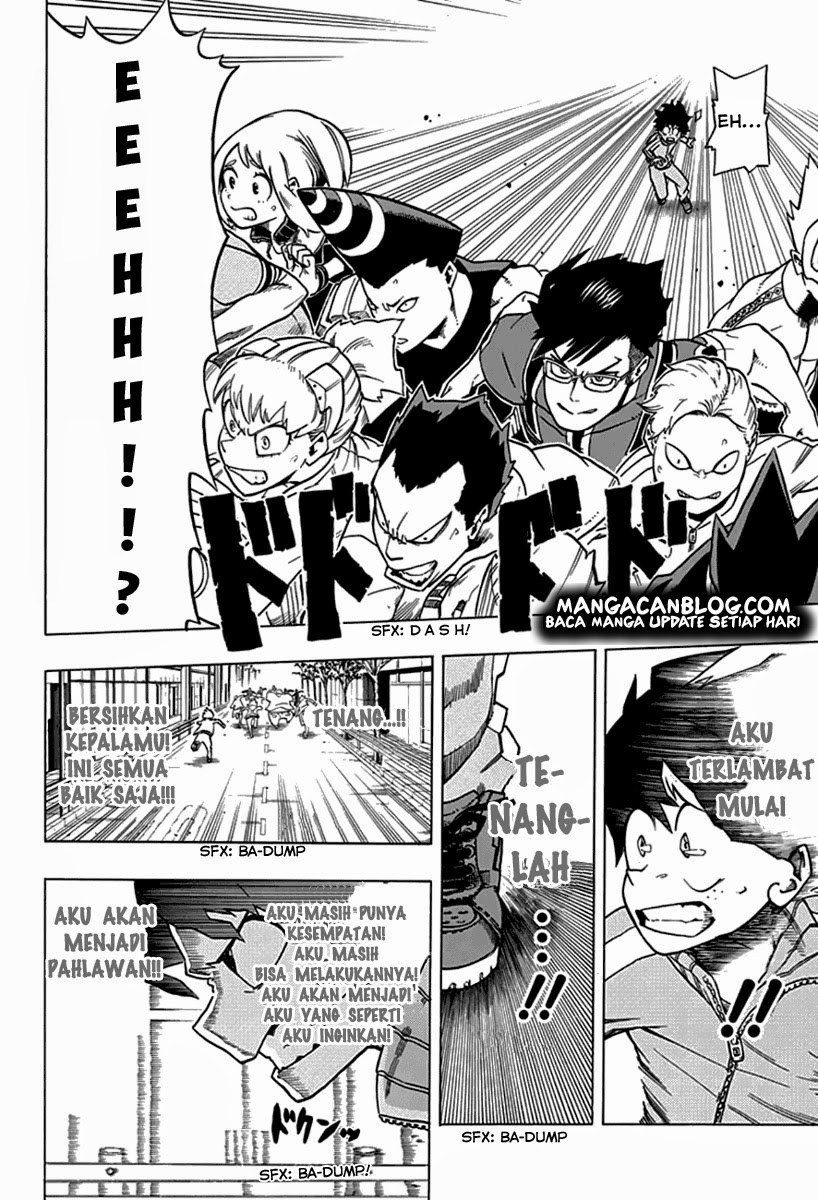 EH...
E
E
E
E
H
H
H
H
!
!
!
?
ドドドド
SFX: D A S H!
MANGACANBLOG.COM
BACA MANGA UPDATE SETIAP HARI
AKU
TERLAMBAT
MULAI
!!
TE-
NANG-
LAH
...
!!
SFX: BA-DUMP
TENANG...!!
BERSIHKAN
KEPALAMU!
INI SEMUA
BAIK SAJA!!!
SFX: BA-DUMP
AKU MASIH PUNYA
KESEMPATAN!
AKU MASIH
BISA MELAKUKANNYA!
AKU AKAN MENJADI
AKU YANG SEPERTI
AKU INGINKAN!
AKU AKAN
MENJADI
PAHLAWAN!!
ドクンッ
SFX: BA-DUMP!